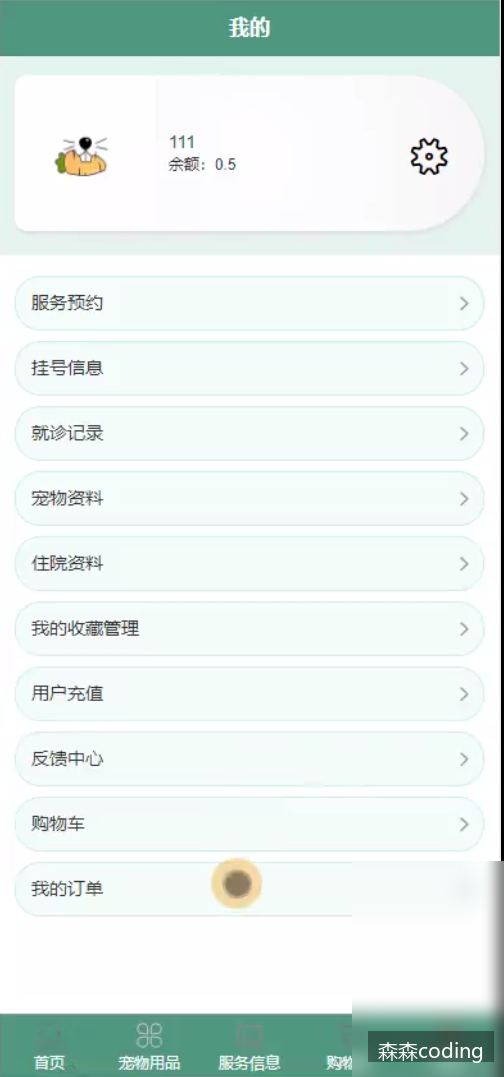 我的
111
余额：0.5
服务预约
挂号信息
就诊记录
宠物资料
住院资料
我的收藏管理
用户充值
反馈中心
购物车
我的订单
首页
宠物用品
服务信息
购物
森森coding